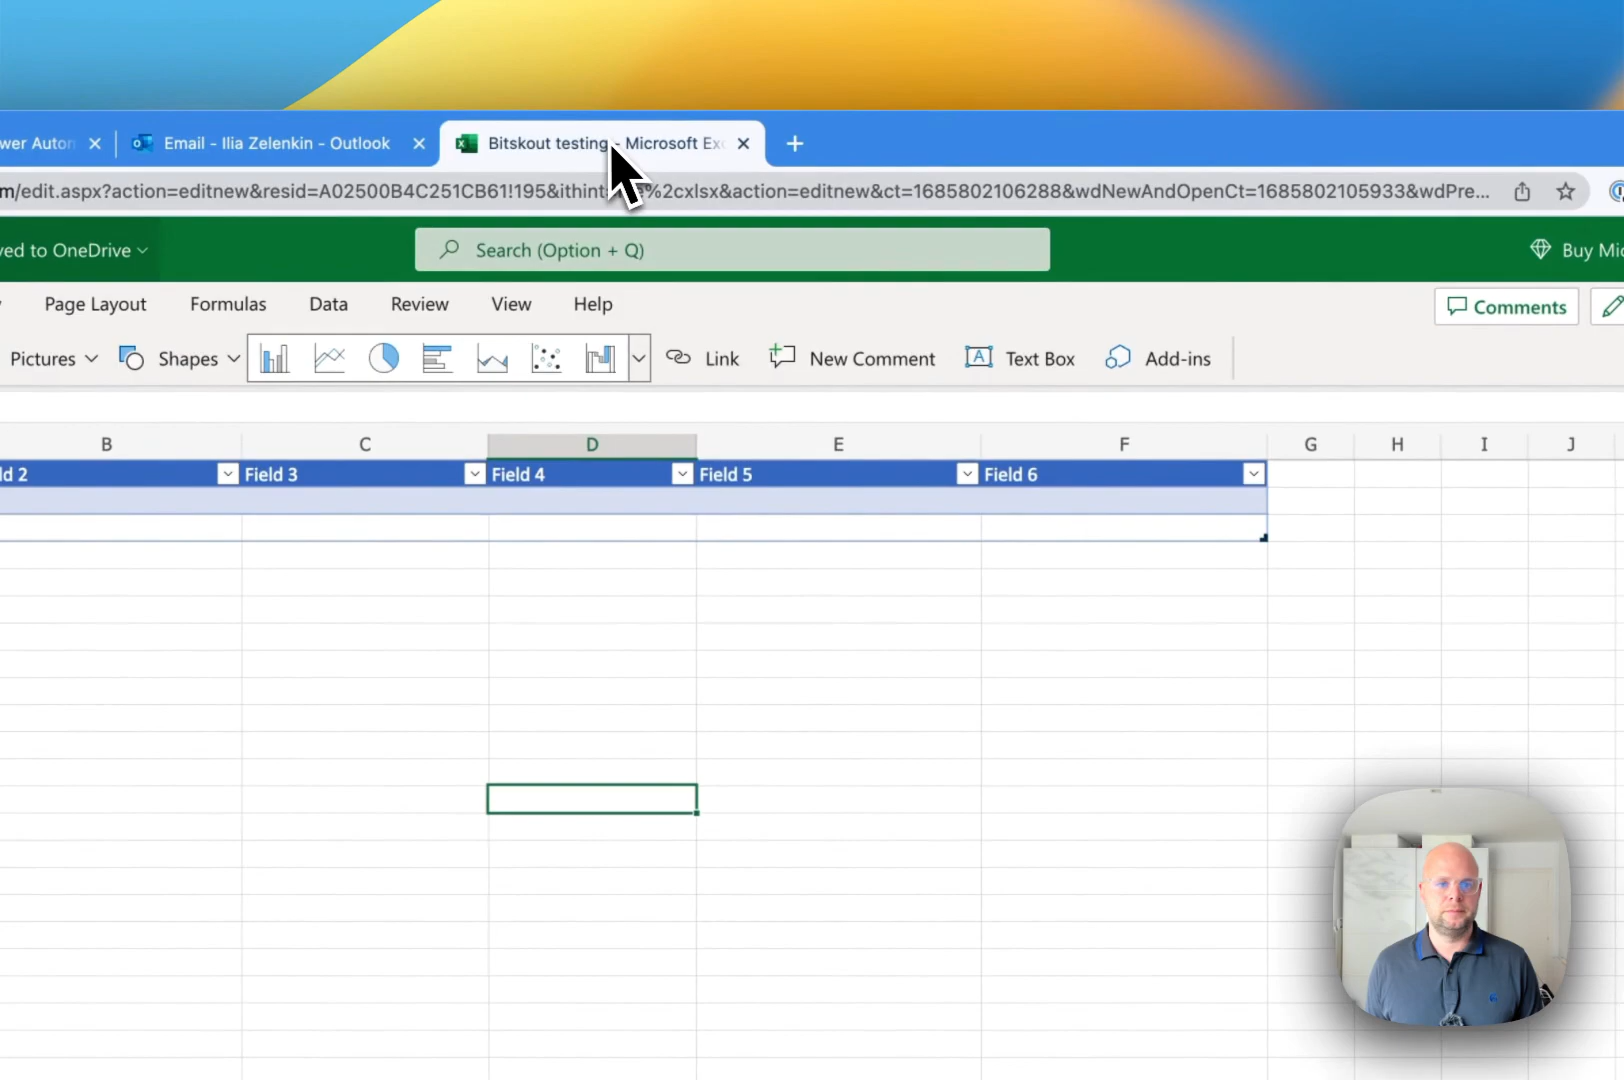 wer Auton
Email - Ilia Zelenkin - Outlook
Bitskout testing - Microsoft Exc
m/edit.aspx?action=editnew&resid=A02500B4C251CB61!195&ithint
%2cxlsx&action=editnew&ct=1685802106288&wdNewAndOpenCt=1685802105933&wdPre...
ved to OneDrive
Search (Option + Q)
Buy Mic
Page Layout
Formulas
Data
Review
View
Help
Comments
Pictures
Shapes
Link
New Comment
Text Box
Add-ins
B
C
D
E
F
G
H
I
J
ld 2
Field 3
Field 4
Field 5
Field 6